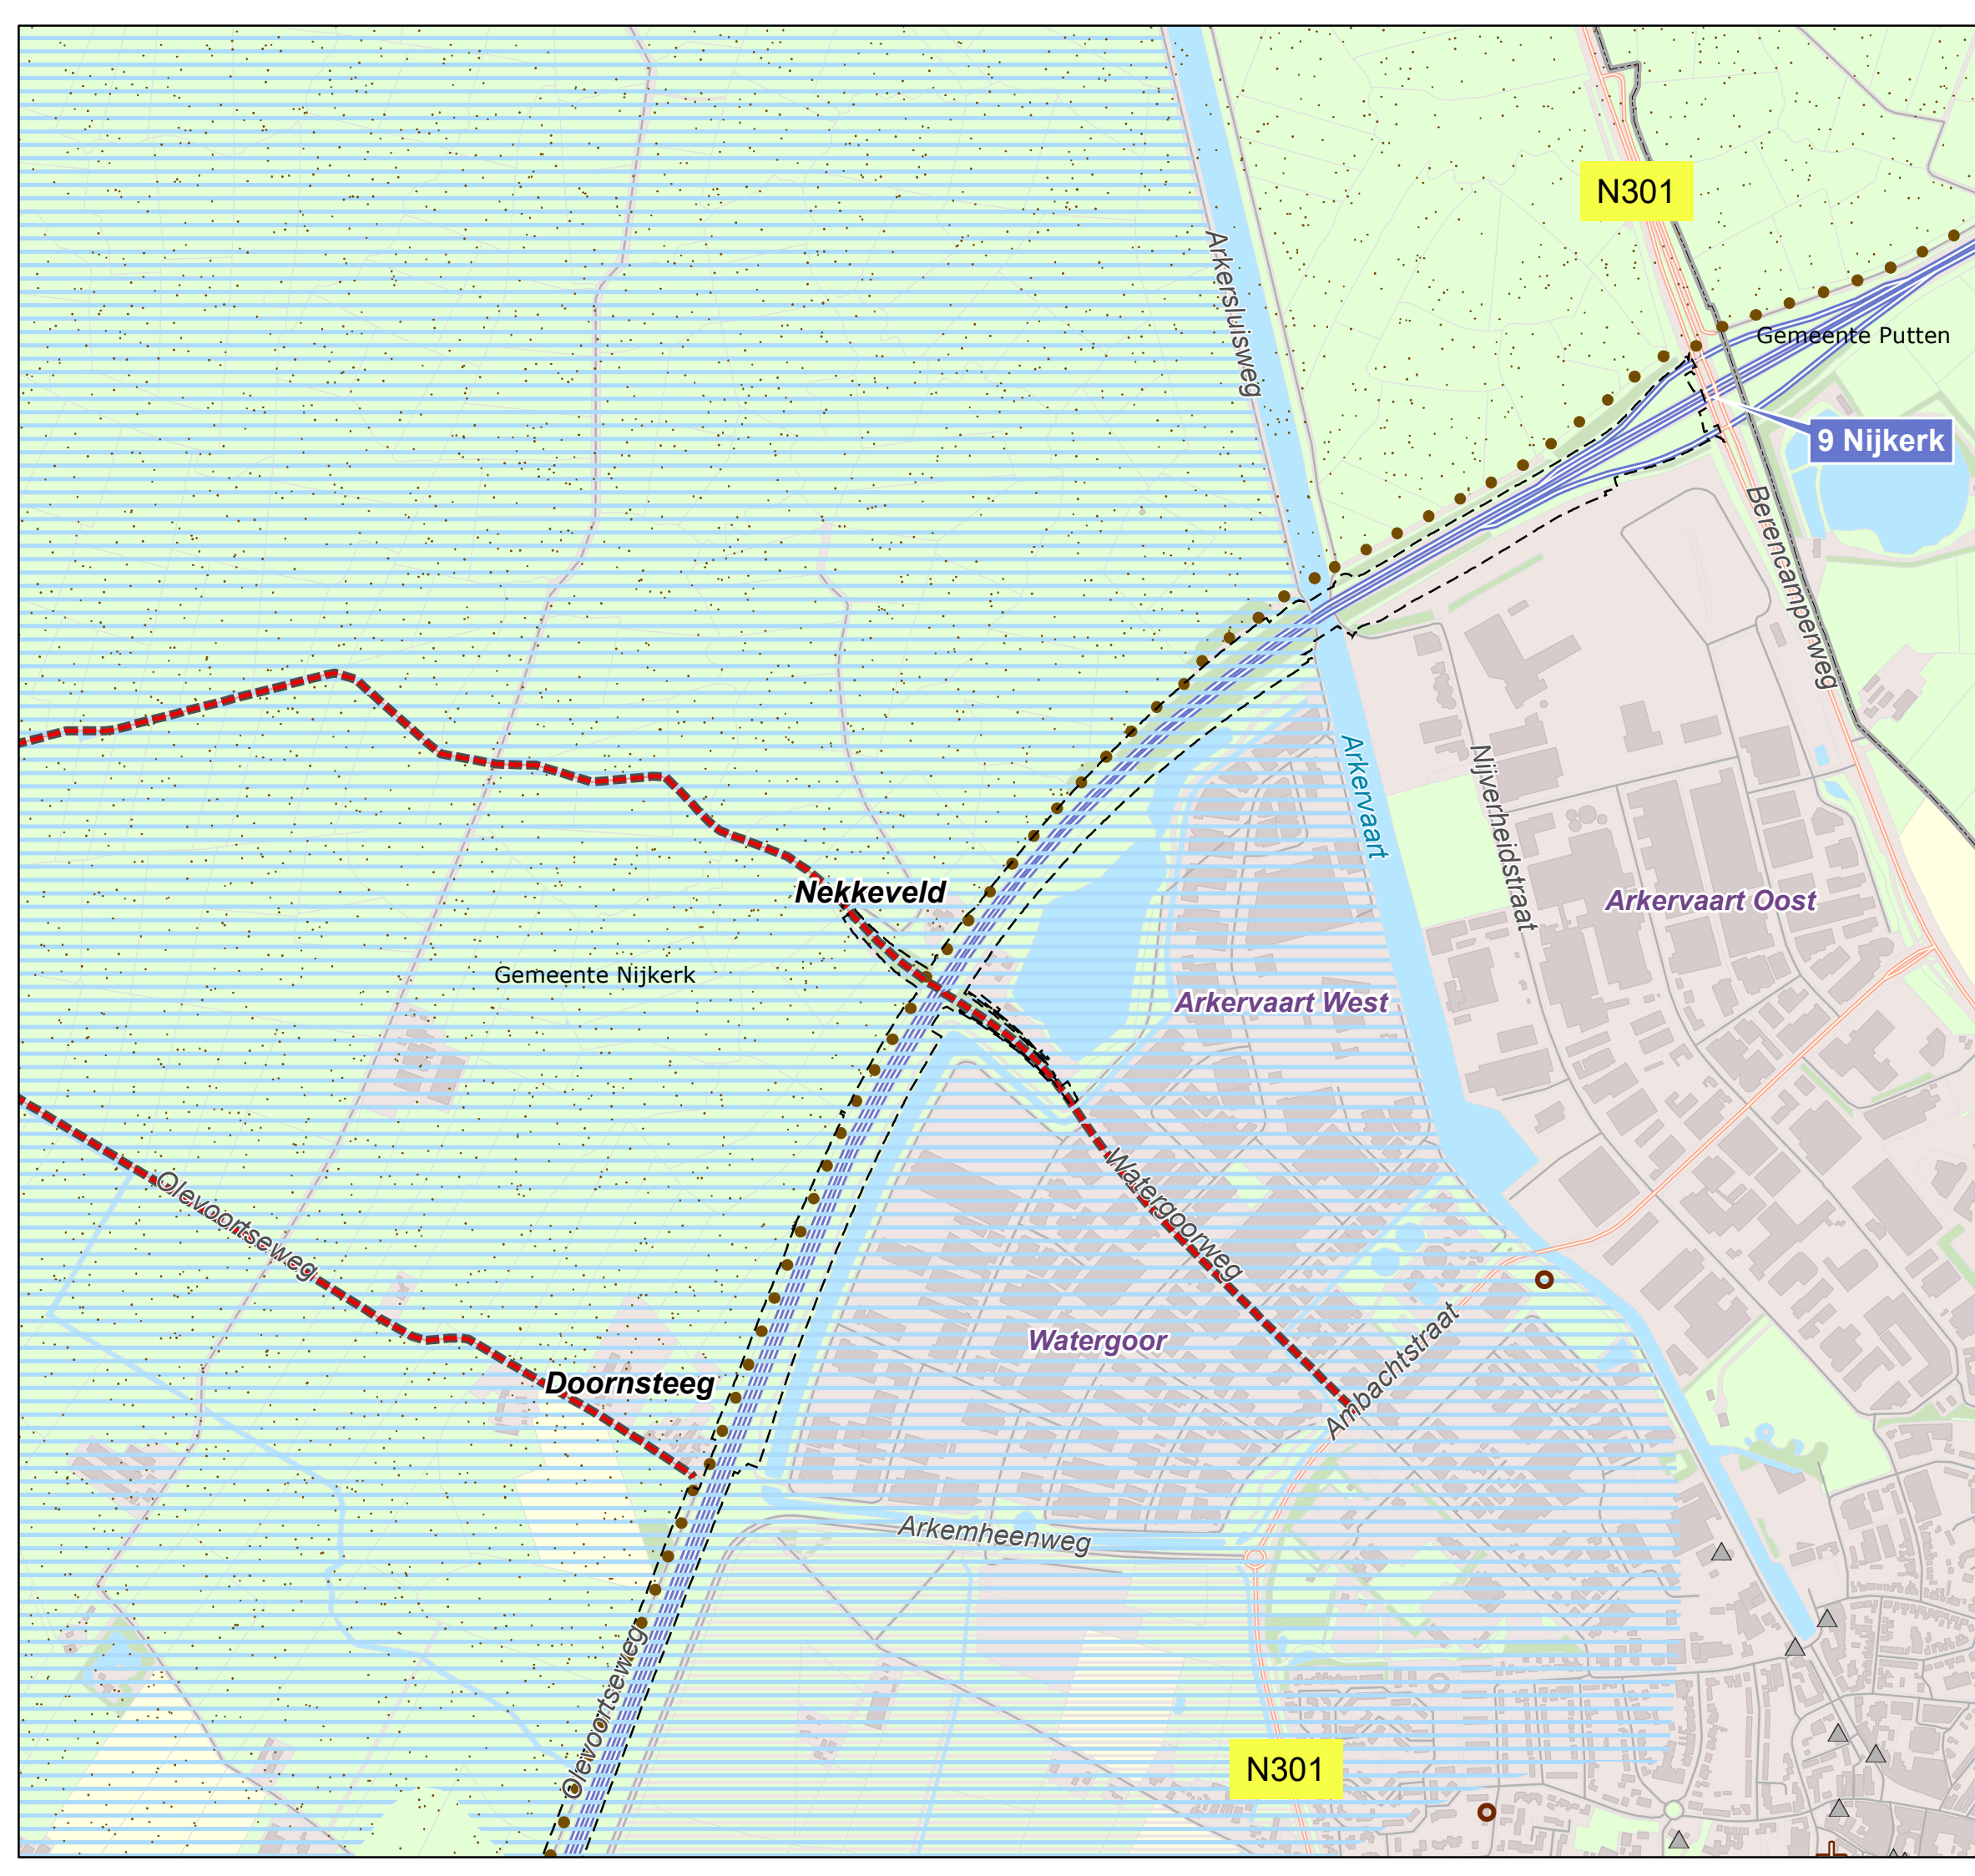 N301
Arkersluisweg
Gemeente Putten
9 Nijkerk
Berencamperweg
Arkervaart
Nijverheidstraat
Nekkeveld
Arkervaart Oost
Gemeente Nijkerk
Arkervaart West
Olevoortseweg
Watergoorweg
Watergoor
Ambachtstraat
Doornsteeg
Arkemheenweg
Olevoortseweg
N301